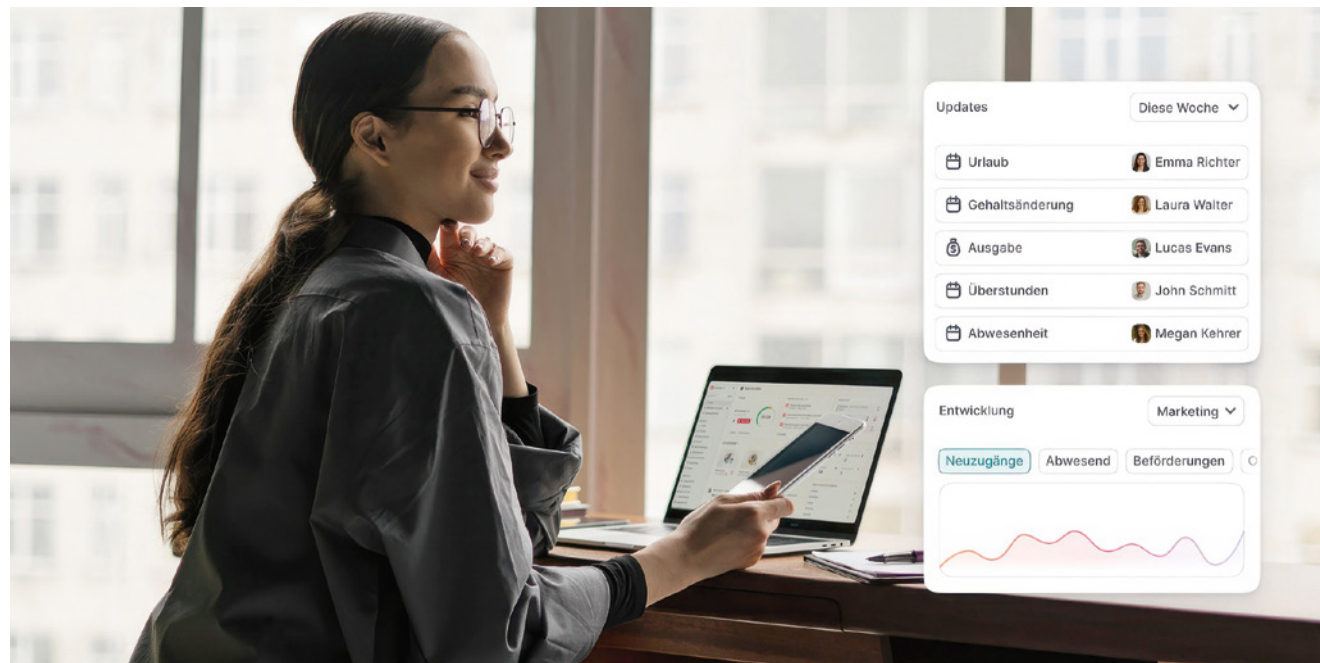 Updates
Diese Woche
Urlaub
Emma Richter
Gehaltsänderung
Laura Walter
Ausgabe
Lucas Evans
Überstunden
John Schmitt
Abwesenheit
Megan Kehrer
Entwicklung
Marketing
Neuzugänge
Abwesend
Beförderungen